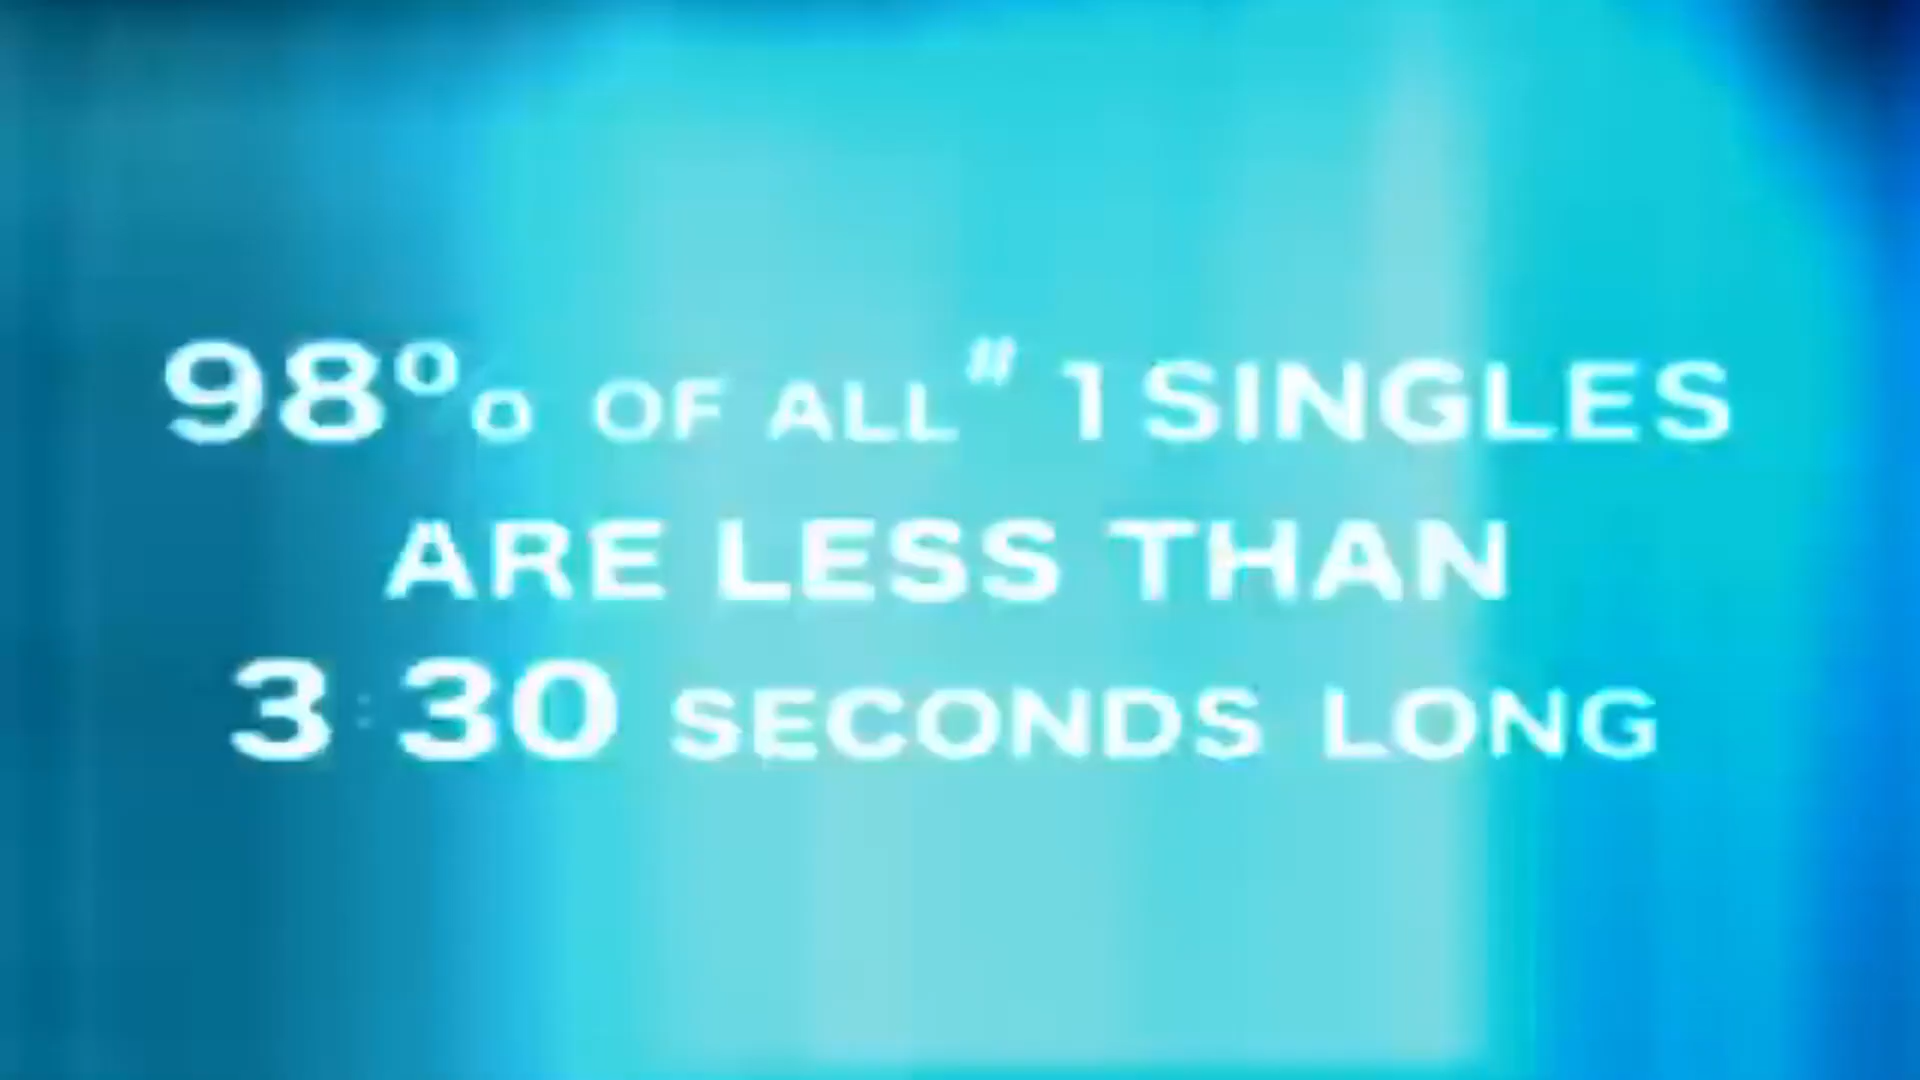 98% OF ALL #1 SINGLES
ARE LESS THAN
3:30 SECONDS LONG